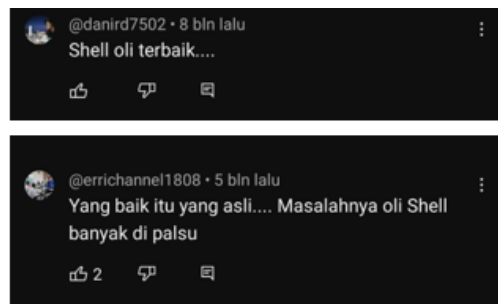 @danird7502 • 8 bln lalu
Shell oli terbaik....
@errichannel1808 • 5 bln lalu
Yang baik itu yang asli.... Masalahnya oli Shell
banyak di palsu
2